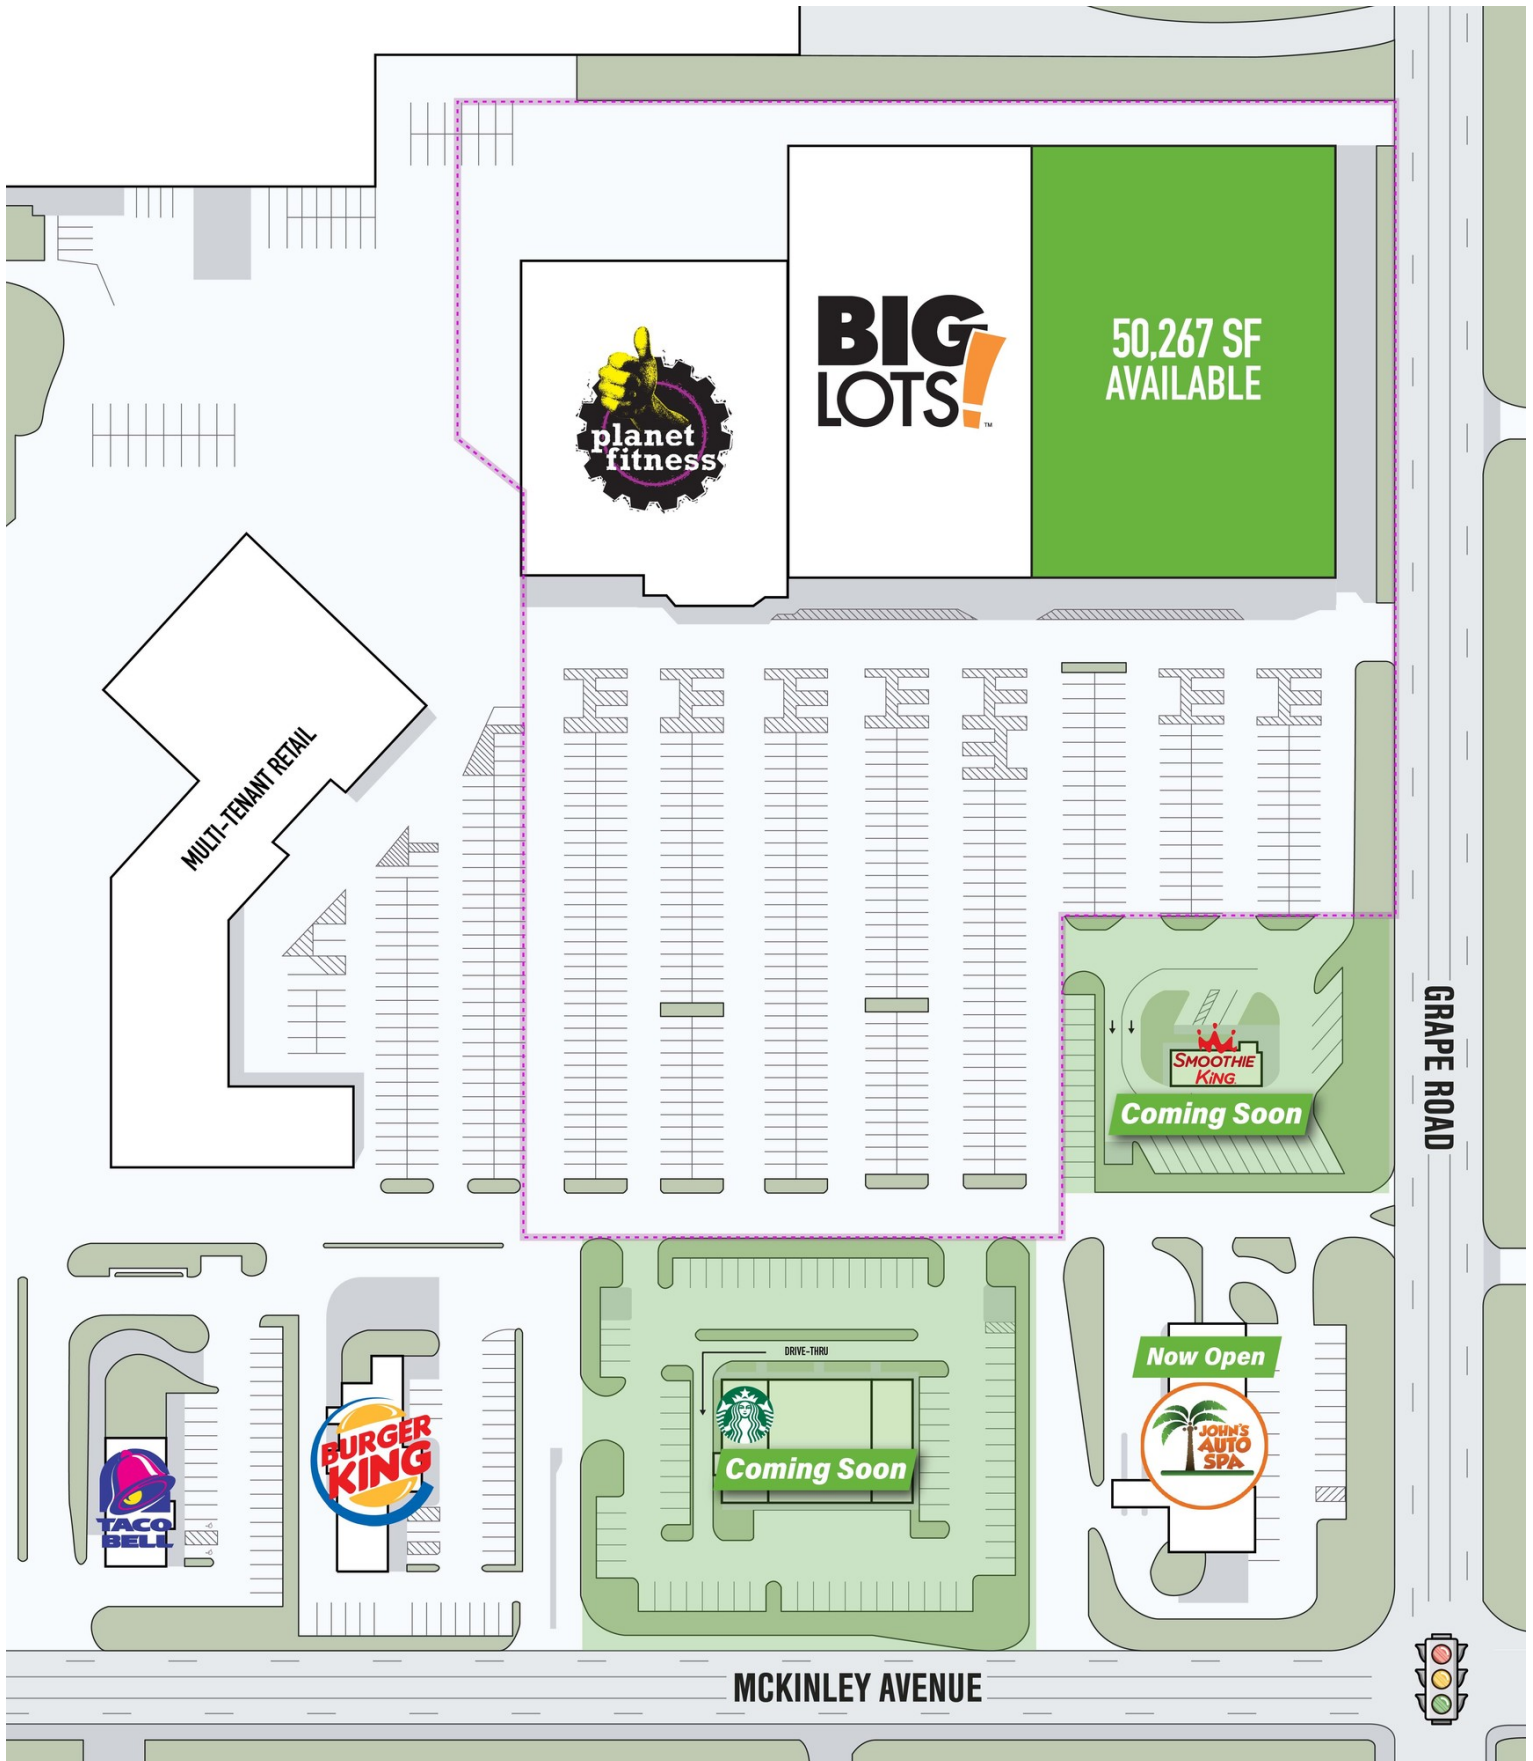 BIG
LOTS!
™
50,267 SF
AVAILABLE
planet
fitness
MULTI-TENANT RETAIL
SMOOTHIE
KING
Coming Soon
GRAPE ROAD
DRIVE-THRU
Coming Soon
Now Open
JOHN'S
AUTO
SPA
BURGER
KING
TACO
BELL
MCKINLEY AVENUE